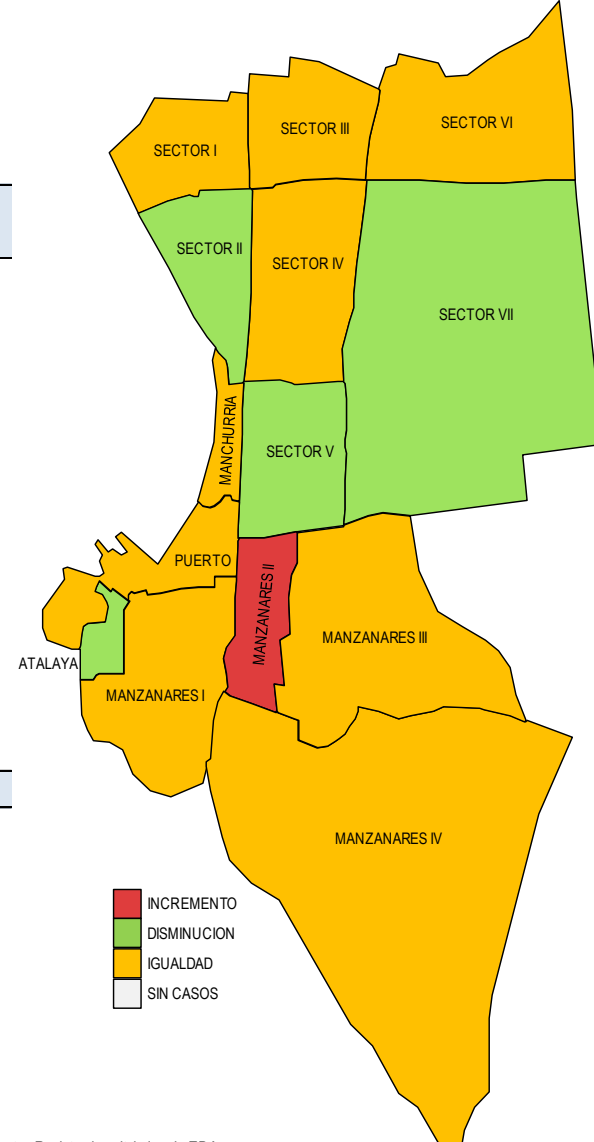 SECTOR VI
SECTOR III
SECTOR I
SECTOR II
SECTOR IV
SECTOR VII
MANCHURRIA
SECTOR V
PUERTO
MANZANARES II
MANZANARES III
ATALAYA
MANZANARES I
MANZANARES IV
INCREMENTO
DISMINUCION
IGUALDAD
SIN CASOS